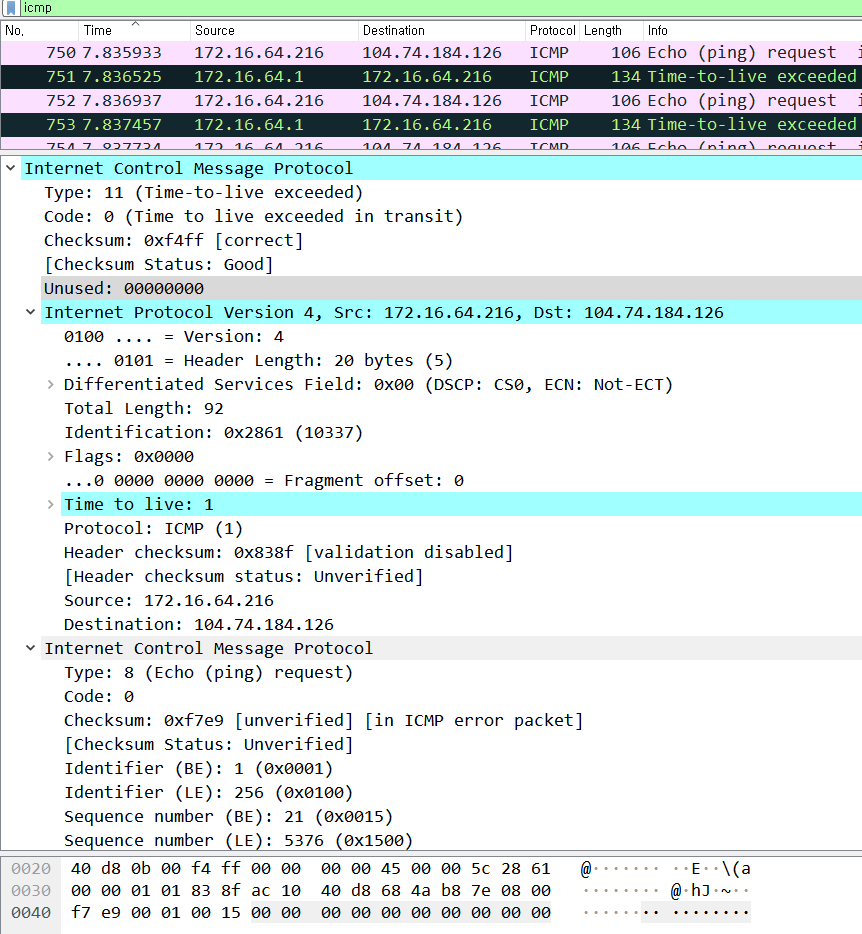 icmp
No. Time Source Destination Protocol Length Info
750 7.835933 172.16.64.216 104.74.184.126 ICMP 106 Echo (ping) request i
751 7.836525 172.16.64.1 172.16.64.216 ICMP 134 Time-to-live exceeded
752 7.836937 172.16.64.216 104.74.184.126 ICMP 106 Echo (ping) request i
753 7.837457 172.16.64.1 172.16.64.216 ICMP 134 Time-to-live exceeded
754 7.837734 172.16.64.216 104.74.184.126 ICMP 106 Echo (ping) request i
Internet Control Message Protocol
Type: 11 (Time-to-live exceeded)
Code: 0 (Time to live exceeded in transit)
Checksum: 0xf4ff [correct]
[Checksum Status: Good]
Unused: 00000000
Internet Protocol Version 4, Src: 172.16.64.216, Dst: 104.74.184.126
0100 .... = Version: 4
.... 0101 = Header Length: 20 bytes (5)
Differentiated Services Field: 0x00 (DSCP: CS0, ECN: Not-ECT)
Total Length: 92
Identification: 0x2861 (10337)
Flags: 0x0000
...0 0000 0000 0000 = Fragment offset: 0
Time to live: 1
Protocol: ICMP (1)
Header checksum: 0x838f [validation disabled]
[Header checksum status: Unverified]
Source: 172.16.64.216
Destination: 104.74.184.126
Internet Control Message Protocol
Type: 8 (Echo (ping) request)
Code: 0
Checksum: 0xf7e9 [unverified] [in ICMP error packet]
[Checksum Status: Unverified]
Identifier (BE): 1 (0x0001)
Identifier (LE): 256 (0x0100)
Sequence number (BE): 21 (0x0015)
Sequence number (LE): 5376 (0x1500)
0020 40 d8 0b 00 f4 ff 00 00 00 00 45 00 00 5c 28 61 @······· ··E··\(a
0030 00 00 01 01 83 8f ac 10 40 d8 68 4a b8 7e 08 00 ········ @·hJ·~··
0040 f7 e9 00 01 00 15 00 00 00 00 00 00 00 00 00 00 ········ ········